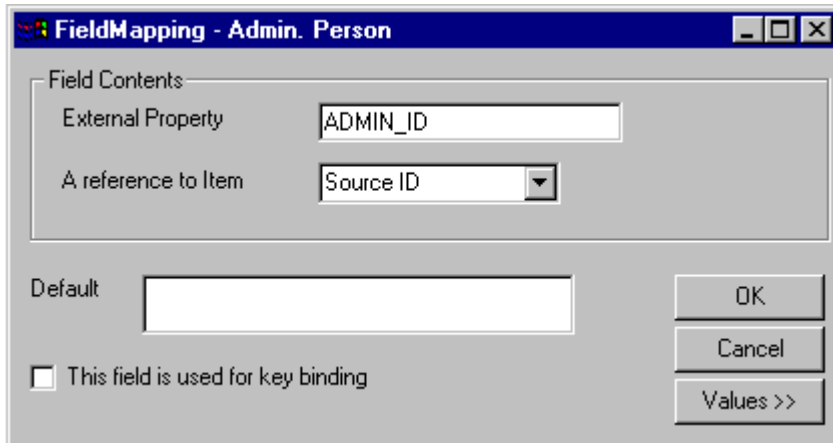 FieldMapping - Admin. Person
Field Contents
External Property ADMIN_ID
A reference to Item Source ID
Default
OK
Cancel
This field is used for key binding
Values >>